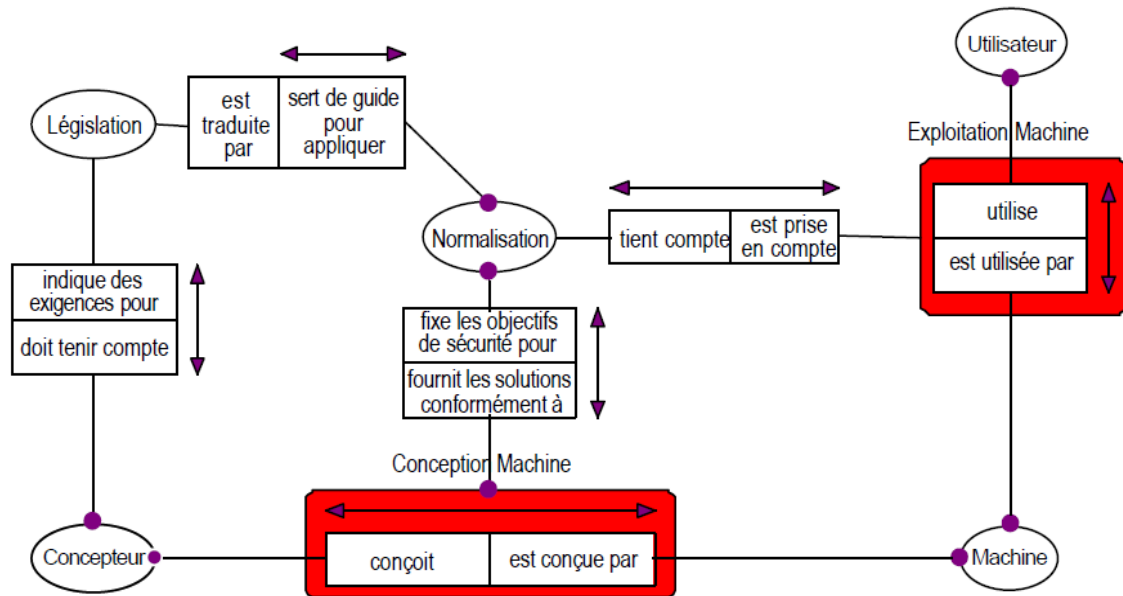 Utilisateur
est
traduite
par
sert de guide
pour
appliquer
Législation
Exploitation Machine
utilise
est utilisée par
Normalisation
tient compte
est prise
en compte
indique des
exigences pour
doit tenir compte
fixe les objectifs
de sécurité pour
fournit les solutions
conformément à
Conception Machine
Concepteur
conçoit
est conçue par
Machine